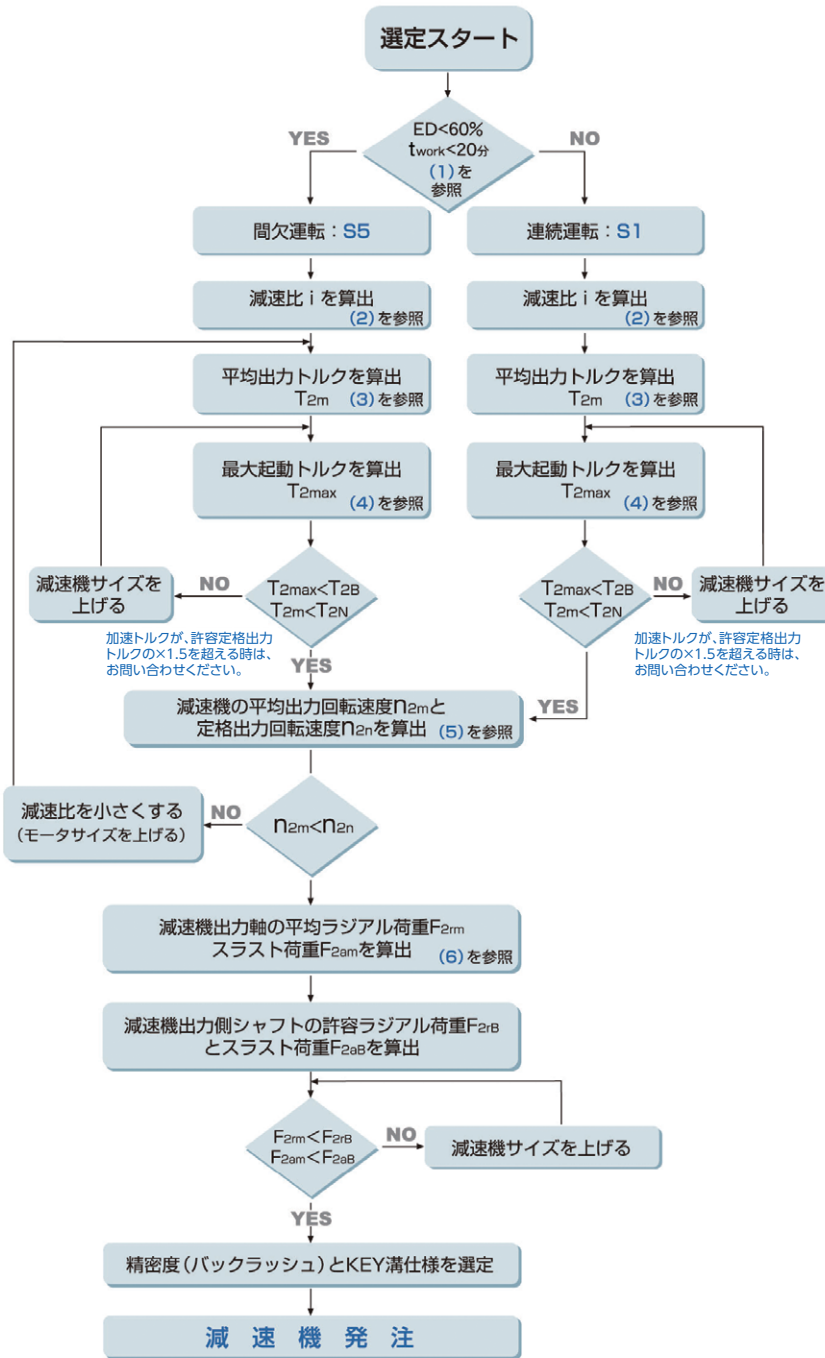 選定スタート
ED<60%
twork<20分
(1)を
参照
YES
NO
間欠運転：S5
連続運転：S1
減速比 i を算出
(2)を参照
減速比 i を算出
(2)を参照
平均出力トルクを算出
T2m (3)を参照
平均出力トルクを算出
T2m (3)を参照
最大起動トルクを算出
T2max (4)を参照
最大起動トルクを算出
T2max (4)を参照
減速機サイズを
上げる
NO
T2max<T2B
T2m<T2N
T2max<T2B
T2m<T2N
NO
減速機サイズを
上げる
加速トルクが、許容定格出力
トルクの×1.5を超える時は、
お問い合わせください。
加速トルクが、許容定格出力
トルクの×1.5を超える時は、
お問い合わせください。
YES
YES
減速機の平均出力回転速度n2mと
定格出力回転速度n2nを算出 (5)を参照
減速比を小さくする
(モータサイズを上げる)
NO
n2m<n2n
減速機出力軸の平均ラジアル荷重F2rm
スラスト荷重F2amを算出 (6)を参照
減速機出力側シャフトの許容ラジアル荷重F2rB
とスラスト荷重F2aBを算出
F2rm<F2rB
F2am<F2aB
NO
減速機サイズを上げる
YES
精密度(バックラッシュ)とKEY溝仕様を選定
減速機発注